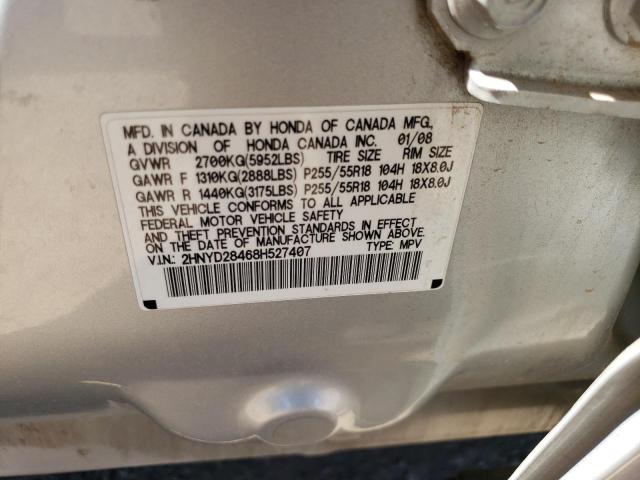 MFD. IN CANADA BY HONDA OF CANADA MFG.,
A DIVISION OF HONDA CANADA INC. 01/08
GVWR 2700KG(5952LBS) TIRE SIZE RIM SIZE
GAWR F 1310KG(2888LBS) P255/55R18 104H 18X8.0J
GAWR R 1440KG(3175LBS) P255/55R18 104H 18X8.0J
THIS VEHICLE CONFORMS TO ALL APPLICABLE
FEDERAL MOTOR VEHICLE SAFETY
AND THEFT PREVENTION STANDARDS IN EFFECT
ON THE DATE OF MANUFACTURE SHOWN ABOVE.
V.I.N.: 2HNYD28468H527407 TYPE: MPV